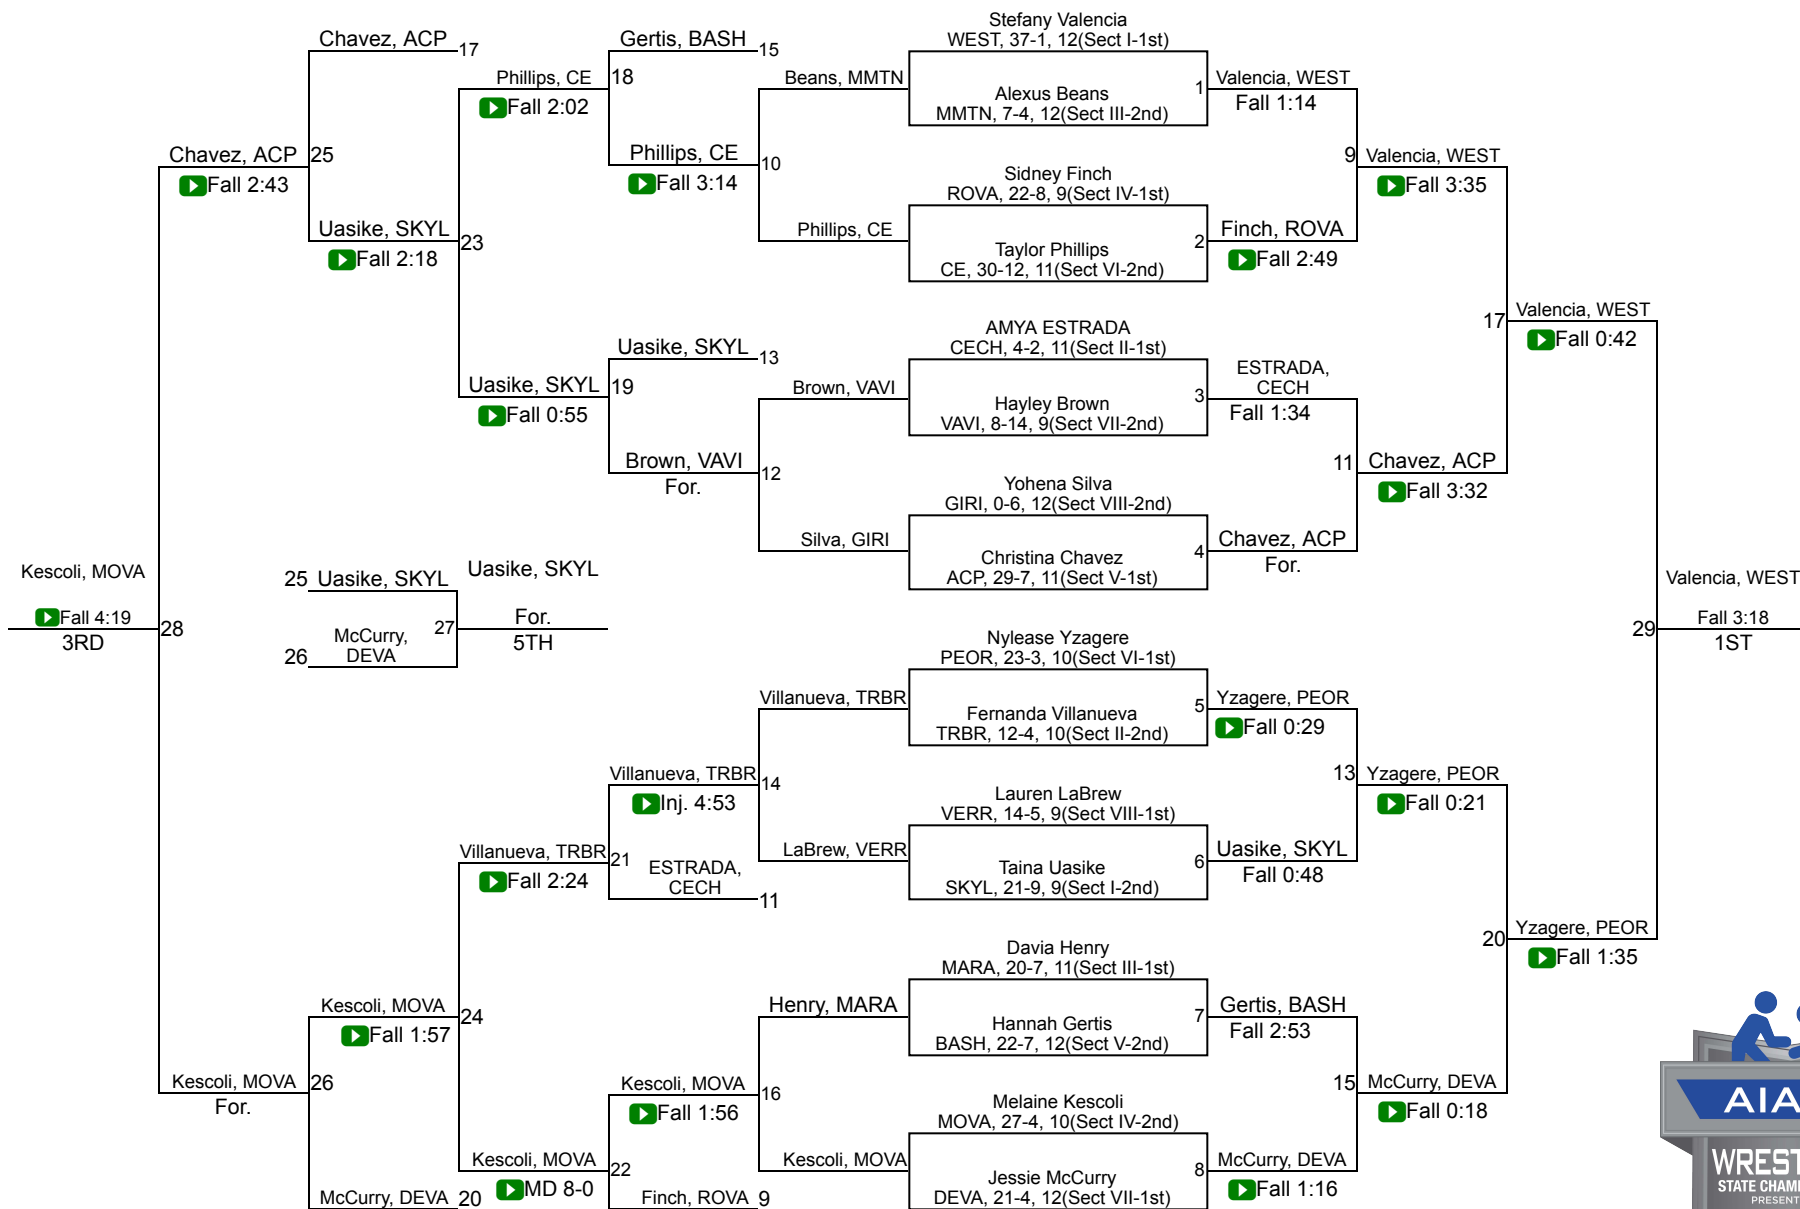 Stefany Valencia
WEST, 37-1, 12(Sect I-1st)
Chavez, ACP 17
Gertis, BASH 15
Phillips, CE 18
Fall 2:02
Beans, MMTN
Alexus Beans
MMTN, 7-4, 12(Sect III-2nd)
1 Valencia, WEST
Fall 1:14
Chavez, ACP 25
Fall 2:43
Phillips, CE 10
Fall 3:14
Sidney Finch
ROVA, 22-8, 9(Sect IV-1st)
9 Valencia, WEST
Fall 3:35
Uasike, SKYL 23
Fall 2:18
Phillips, CE
Taylor Phillips
CE, 30-12, 11(Sect VI-2nd)
2 Finch, ROVA
Fall 2:49
17 Valencia, WEST
Fall 0:42
Uasike, SKYL 13
AMYA ESTRADA
CECH, 4-2, 11(Sect II-1st)
Uasike, SKYL 19
Fall 0:55
Brown, VAVI
Hayley Brown
VAVI, 8-14, 9(Sect VII-2nd)
3 ESTRADA,
CECH
Fall 1:34
Brown, VAVI 12
For.
Yohena Silva
GIRI, 0-6, 12(Sect VIII-2nd)
11 Chavez, ACP
Fall 3:32
Silva, GIRI
Christina Chavez
ACP, 29-7, 11(Sect V-1st)
4 Chavez, ACP
For.
Kescoli, MOVA
Fall 4:19
3RD
28
25 Uasike, SKYL
26 McCurry,
DEVA
27
Uasike, SKYL
For.
5TH
29
Valencia, WEST
Fall 3:18
1ST
Nylease Yzagere
PEOR, 23-3, 10(Sect VI-1st)
Villanueva, TRBR
Fernanda Villanueva
TRBR, 12-4, 10(Sect II-2nd)
5 Yzagere, PEOR
Fall 0:29
Villanueva, TRBR 14
Inj. 4:53
Lauren LaBrew
VERR, 14-5, 9(Sect VIII-1st)
13 Yzagere, PEOR
Fall 0:21
Villanueva, TRBR 21
Fall 2:24
ESTRADA,
CECH
11
LaBrew, VERR
Taina Uasike
SKYL, 21-9, 9(Sect I-2nd)
6 Uasike, SKYL
Fall 0:48
20 Yzagere, PEOR
Fall 1:35
Davia Henry
MARA, 20-7, 11(Sect III-1st)
Kescoli, MOVA 24
Fall 1:57
Henry, MARA
Hannah Gertis
BASH, 22-7, 12(Sect V-2nd)
7 Gertis, BASH
Fall 2:53
Kescoli, MOVA 26
For.
Kescoli, MOVA 16
Fall 1:56
Melaine Kescoli
MOVA, 27-4, 10(Sect IV-2nd)
15 McCurry, DEVA
Fall 0:18
Kescoli, MOVA 22
MD 8-0
Kescoli, MOVA
Jessie McCurry
DEVA, 21-4, 12(Sect VII-1st)
8 McCurry, DEVA
Fall 1:16
McCurry, DEVA 20
Finch, ROVA 9
AIA
WREST
STATE CHAM
PRESENT